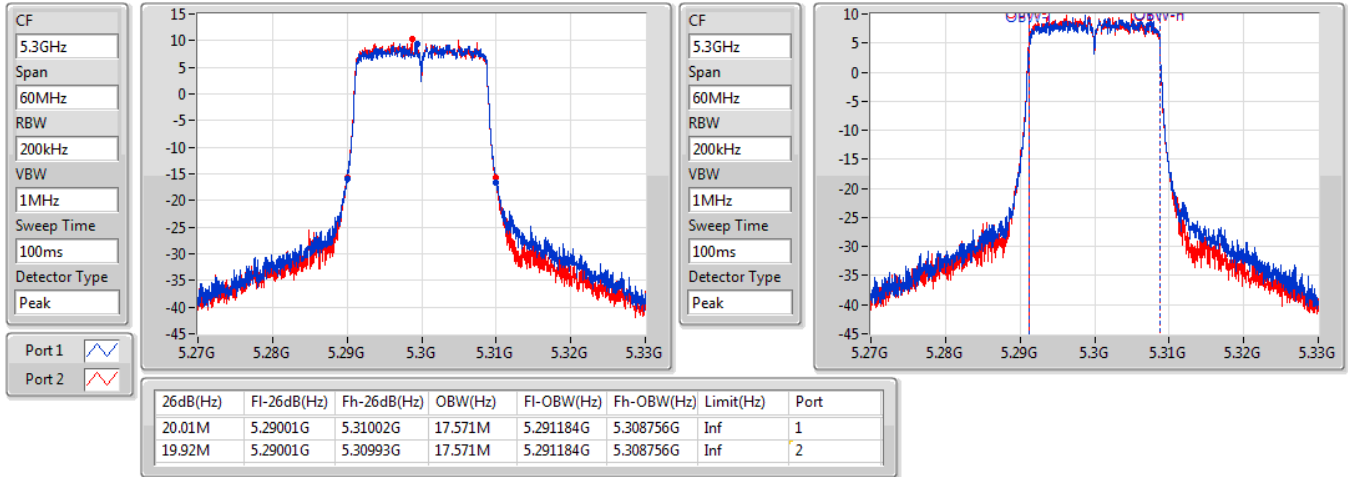 CF
5.3GHz
Span
60MHz
RBW
200kHz
VBW
1MHz
Sweep Time
100ms
Detector Type
Peak
Port 1
Port 2
15
10
5
0
-5
-10
-15
-20
-25
-30
-35
-40
-45
5.27G 5.28G 5.29G 5.3G 5.31G 5.32G 5.33G
CF
5.3GHz
Span
60MHz
RBW
200kHz
VBW
1MHz
Sweep Time
100ms
Detector Type
Peak
10
5
0
-5
-10
-15
-20
-25
-30
-35
-40
-45
5.27G 5.28G 5.29G 5.3G 5.31G 5.32G 5.33G
26dB(Hz) Fl-26dB(Hz) Fh-26dB(Hz) OBW(Hz) Fl-OBW(Hz) Fh-OBW(Hz) Limit(Hz) Port
20.01M 5.29001G 5.31002G 17.571M 5.291184G 5.308756G Inf 1
19.92M 5.29001G 5.30993G 17.571M 5.291184G 5.308756G Inf 2